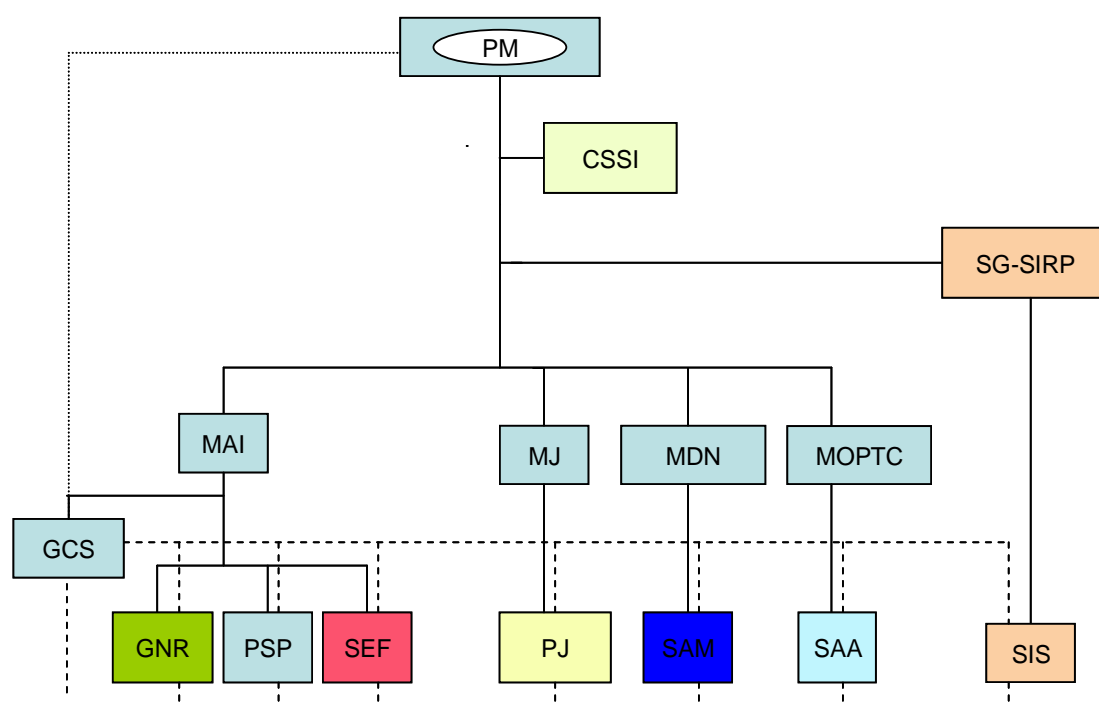 PM
CSSI
SG-SIRP
MAI
MJ
MDN
MOPTC
GCS
GNR
PSP
SEF
PJ
SAM
SAA
SIS